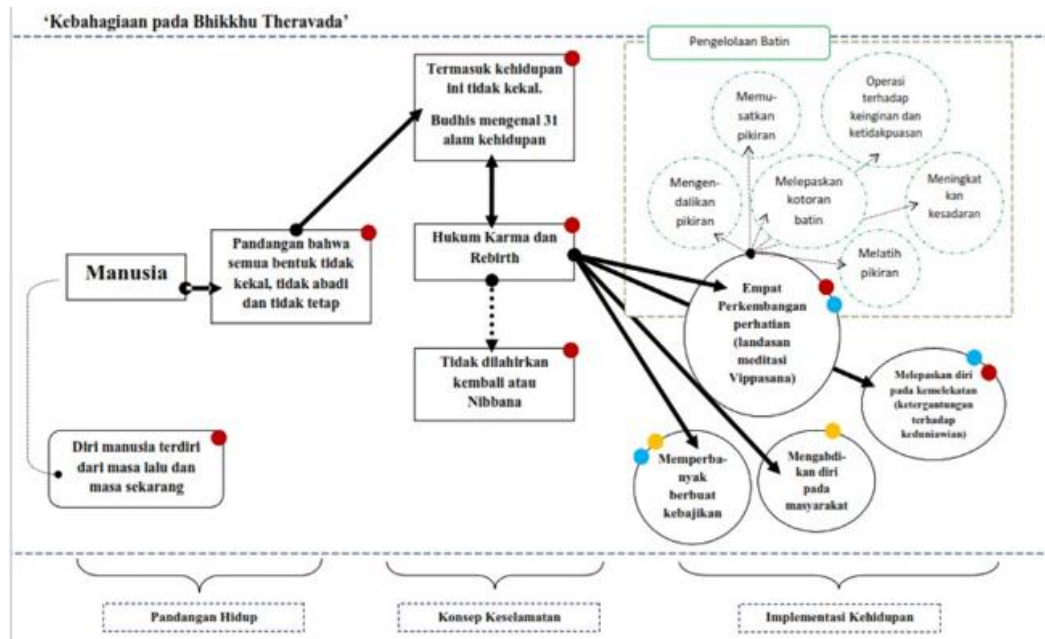 ‘Kebahagiaan pada Bhikkhu Theravada’
Manusia
Diri manusia terdiri
dari masa lalu dan
masa sekarang
Pandangan bahwa
semua bentuk tidak
kekal, tidak abadi
dan tidak tetap
Termasuk kehidupan
ini tidak kekal.
Budhis mengenal 31
alam kehidupan
Hukum Karma dan
Rebirth
Tidak dilahirkan
kembali atau
Nibbana
Pengelolaan Batin
Mengen-
dalikan
pikiran
Memu-
satkan
pikiran
Melepaskan
kotoran
batin
Operasi
terhadap
keinginan dan
ketidakpuasan
Meningkat
kan
kesadaran
Melatih
pikiran
Empat
Perkembangan
perhatian
(landasan
meditasi
Vippasana)
Melepaskan diri
pada kemelekatan
(ketergantungan
terhadap
keduniawian)
Memperba-
nyak
berbuat
kebajikan
Mengabdi-
kan diri
pada
masyarakat
Pandangan Hidup
Konsep Keselamatan
Implementasi Kehidupan